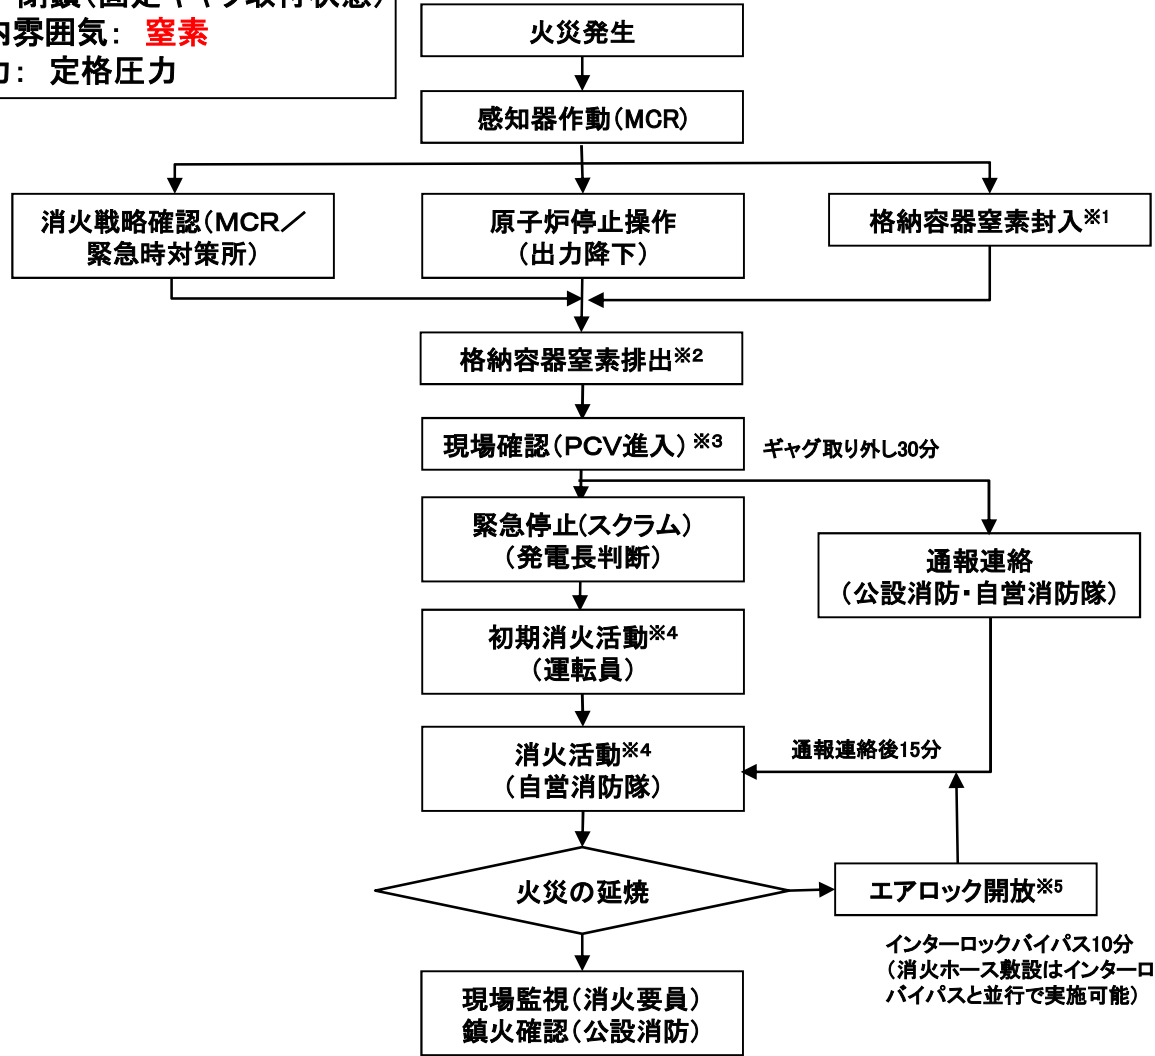 閉鎖(固定ギャグ取付状態)
内雰囲気： 窒素
力： 定格圧力
火災発生
感知器作動(MCR)
消火戦略確認(MCR／
緊急時対策所)
原子炉停止操作
(出力降下)
格納容器窒素封入※1
格納容器窒素排出※2
現場確認(PCV進入)※3
ギャグ取り外し30分
緊急停止(スクラム)
(発電長判断)
通報連絡
(公設消防・自営消防隊)
初期消火活動※4
(運転員)
消火活動※4
(自営消防隊)
通報連絡後15分
火災の延焼
エアロック開放※5
インターロックバイパス10分
(消火ホース敷設はインターロ
バイパスと並行で実施可能)
現場監視(消火要員)
鎮火確認(公設消防)